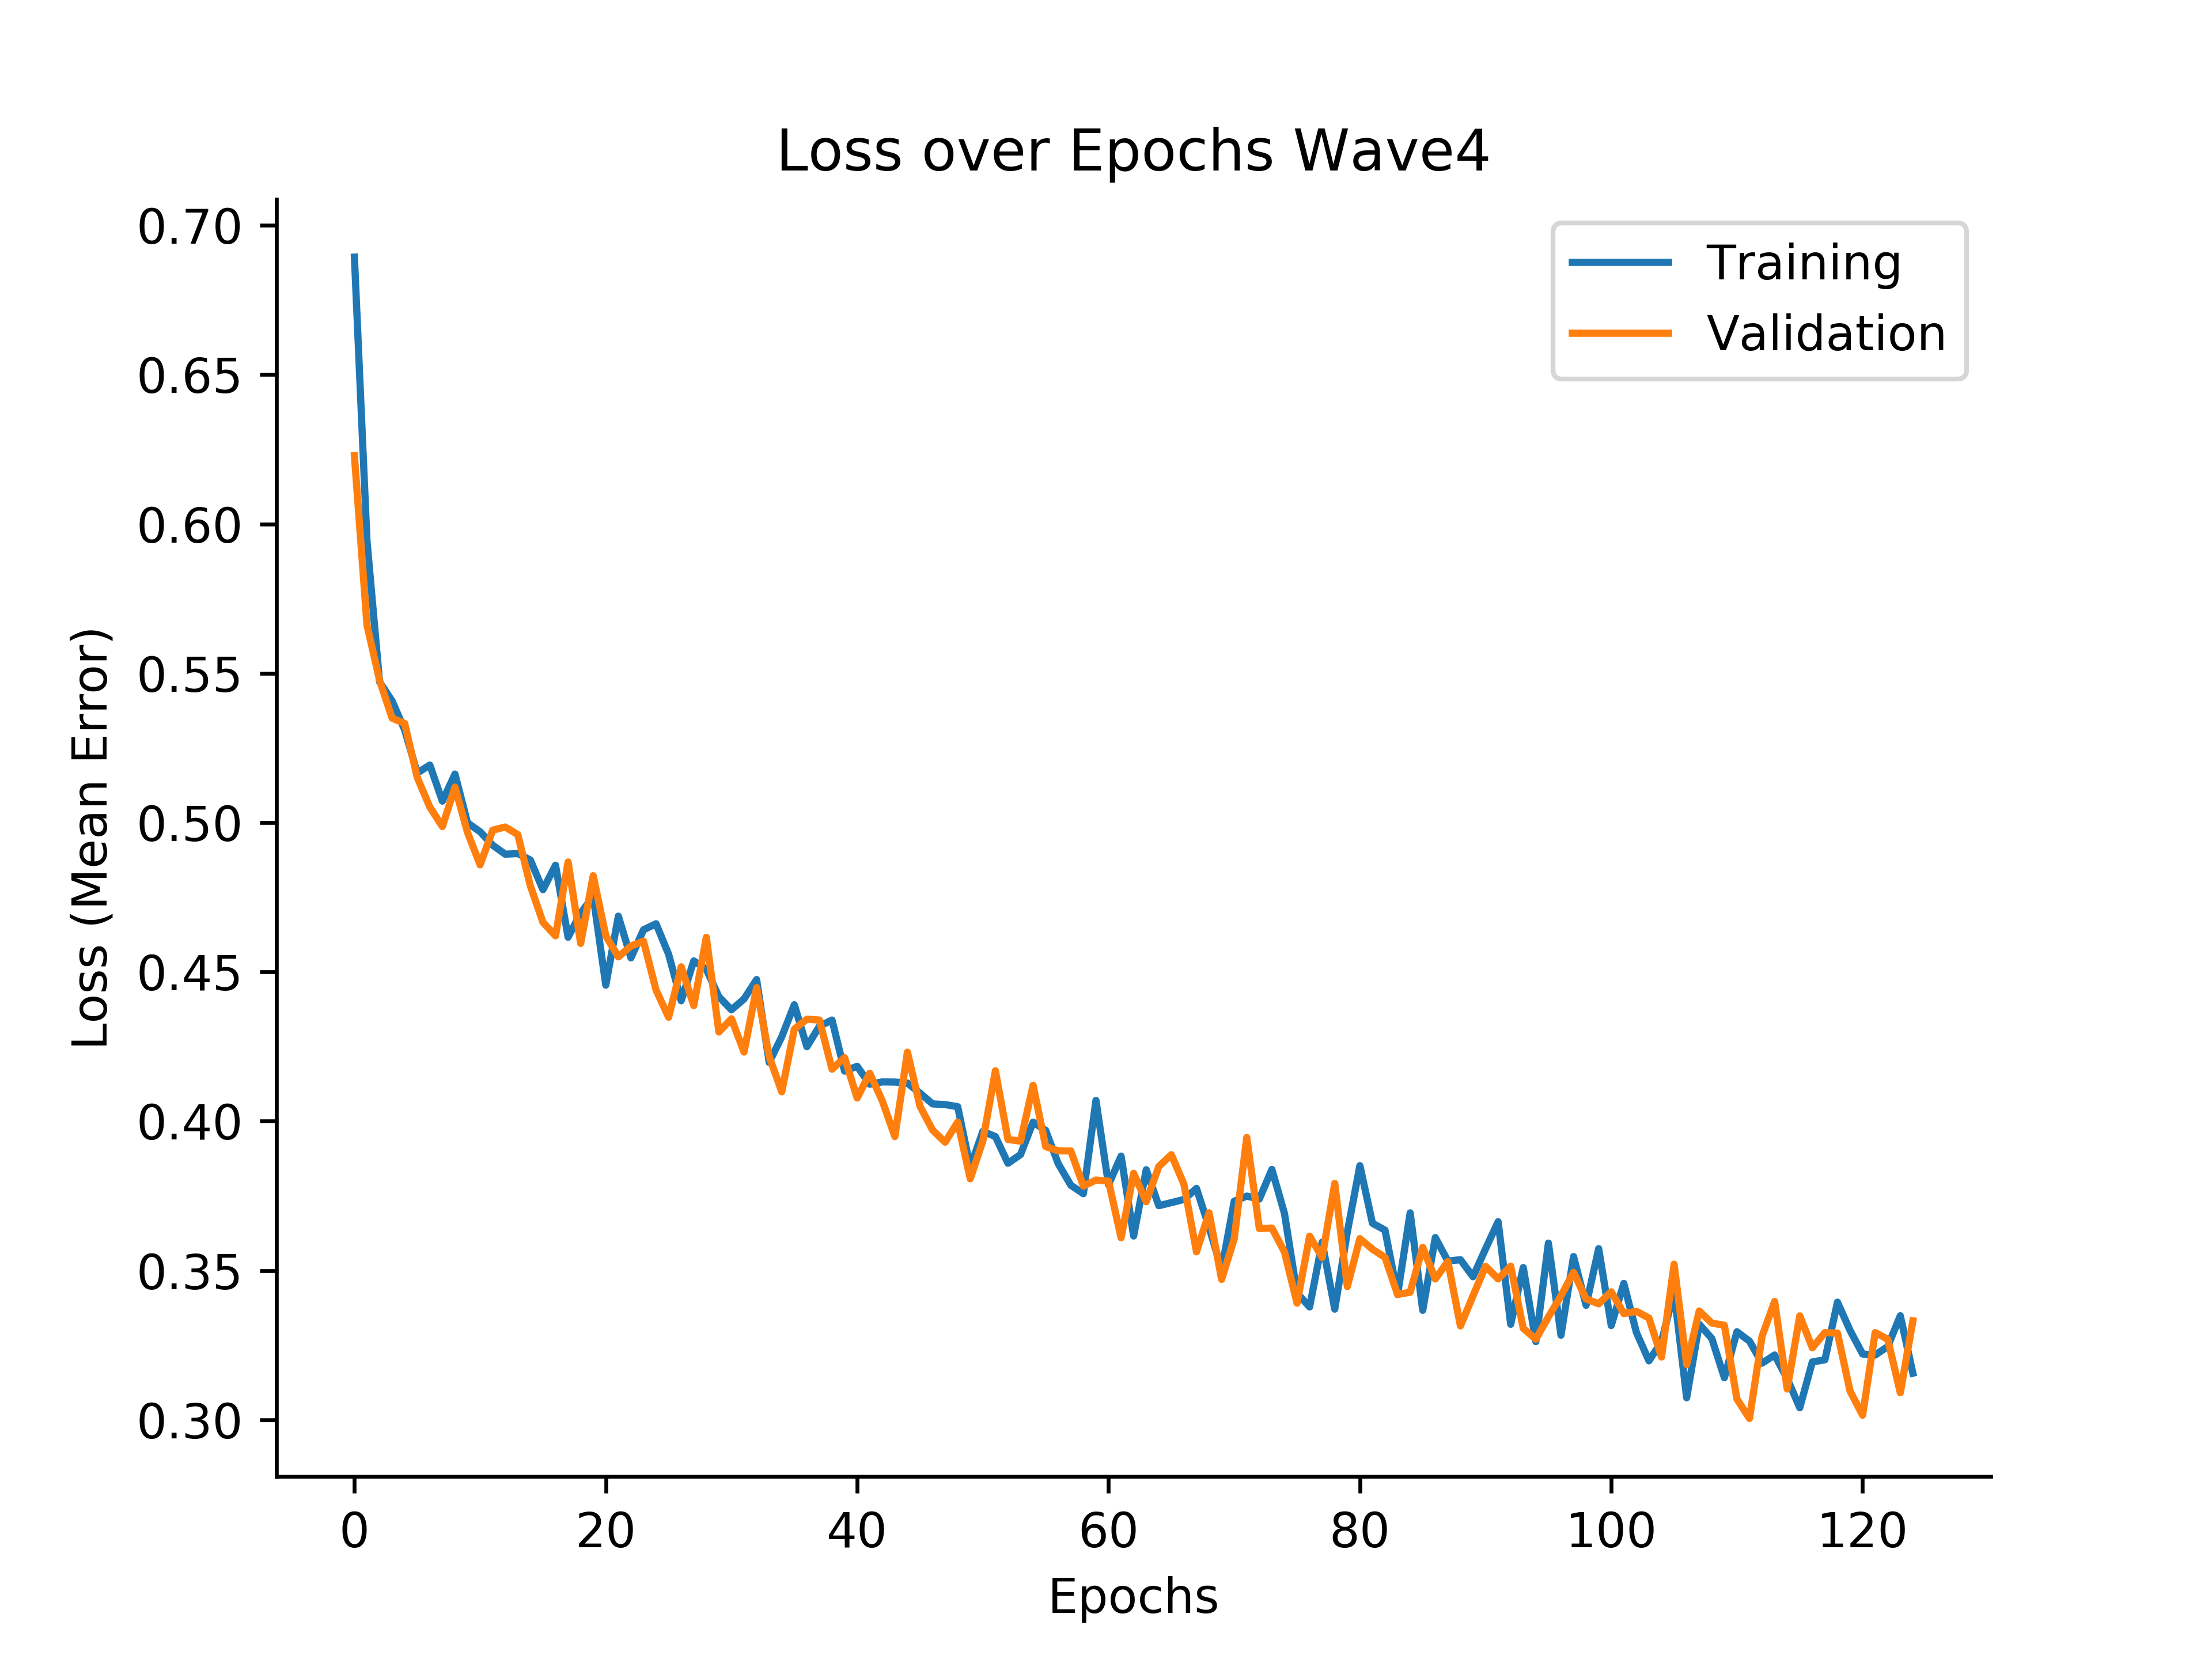 Loss over Epochs Wave4
Training
Validation
0.70
0.65
0.60
0.55
0.50
0.45
0.40
0.35
0.30
Loss (Mean Error)
0 20 40 60 80 100 120
Epochs